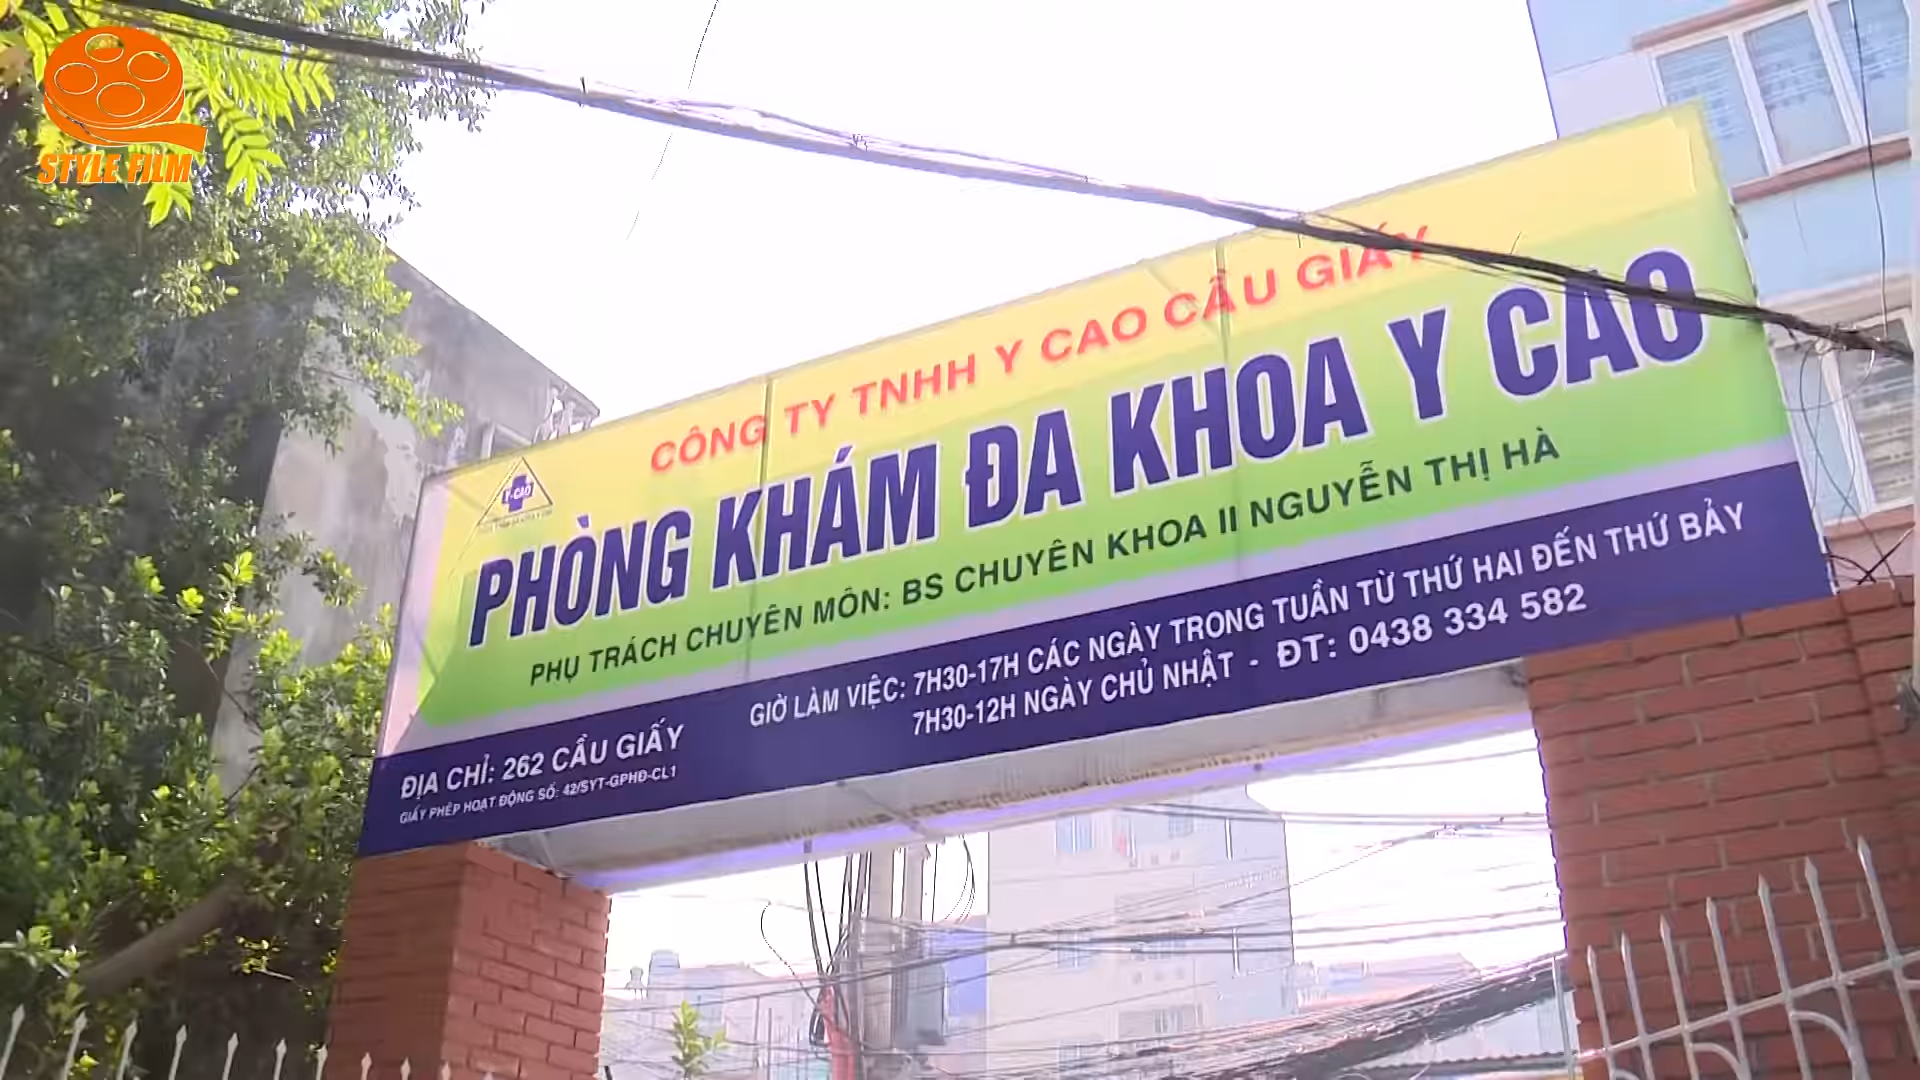 STYLE FILM
CÔNG TY TNHH Y CAO CẦU GIẤY
Y-CAO
PHÒNG KHÁM ĐA KHOA Y CAO
PHỤ TRÁCH CHUYÊN MÔN: BS CHUYÊN KHOA II NGUYỄN THỊ HÀ
GIỜ LÀM VIỆC: 7H30-17H CÁC NGÀY TRONG TUẦN TỪ THỨ HAI ĐẾN THỨ BẢY
7H30-12H NGÀY CHỦ NHẬT - ĐT: 0438 334 582
ĐỊA CHỈ: 262 CẦU GIẤY
GIẤY PHÉP HOẠT ĐỘNG SỐ: 42/SYT-GPHĐ-CL1